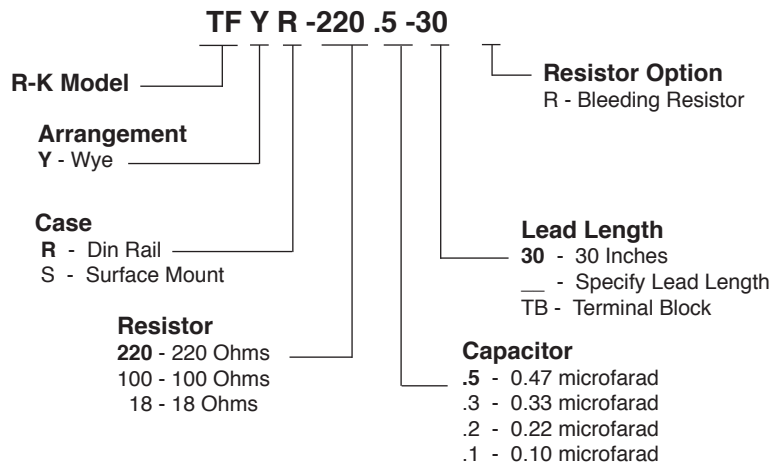 TF Y R -220 .5 -30
R-K Model
Resistor Option
R - Bleeding Resistor
Arrangement
Y - Wye
Case
R - Din Rail
S - Surface Mount
Lead Length
30 - 30 Inches
__ - Specify Lead Length
TB - Terminal Block
Resistor
220 - 220 Ohms
100 - 100 Ohms
18 - 18 Ohms
Capacitor
.5 - 0.47 microfarad
.3 - 0.33 microfarad
.2 - 0.22 microfarad
.1 - 0.10 microfarad